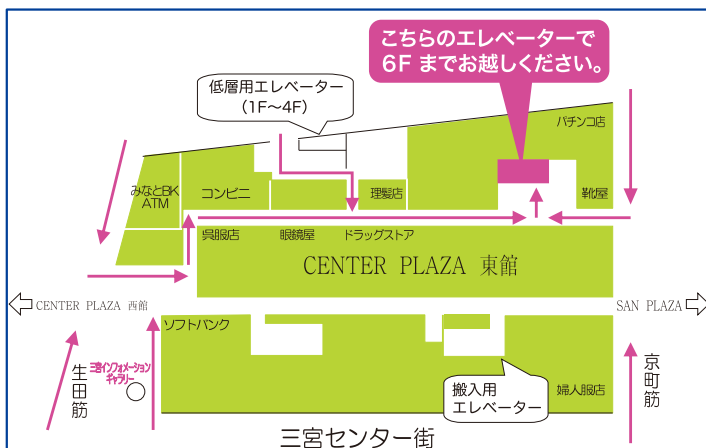 こちらのエレベーターで
6F までお越しください。
低層用エレベーター
(1F〜4F)
パチンコ店
みなとBK
ATM
コンビニ
理髪店
靴屋
呉服店
眼鏡屋
ドラッグストア
CENTER PLAZA 東館
CENTER PLAZA 西館
SAN PLAZA
ソフトバンク
三宮インフォメーション
ギャラリー
生田筋
搬入用
エレベーター
婦人服店
京町筋
三宮センター街